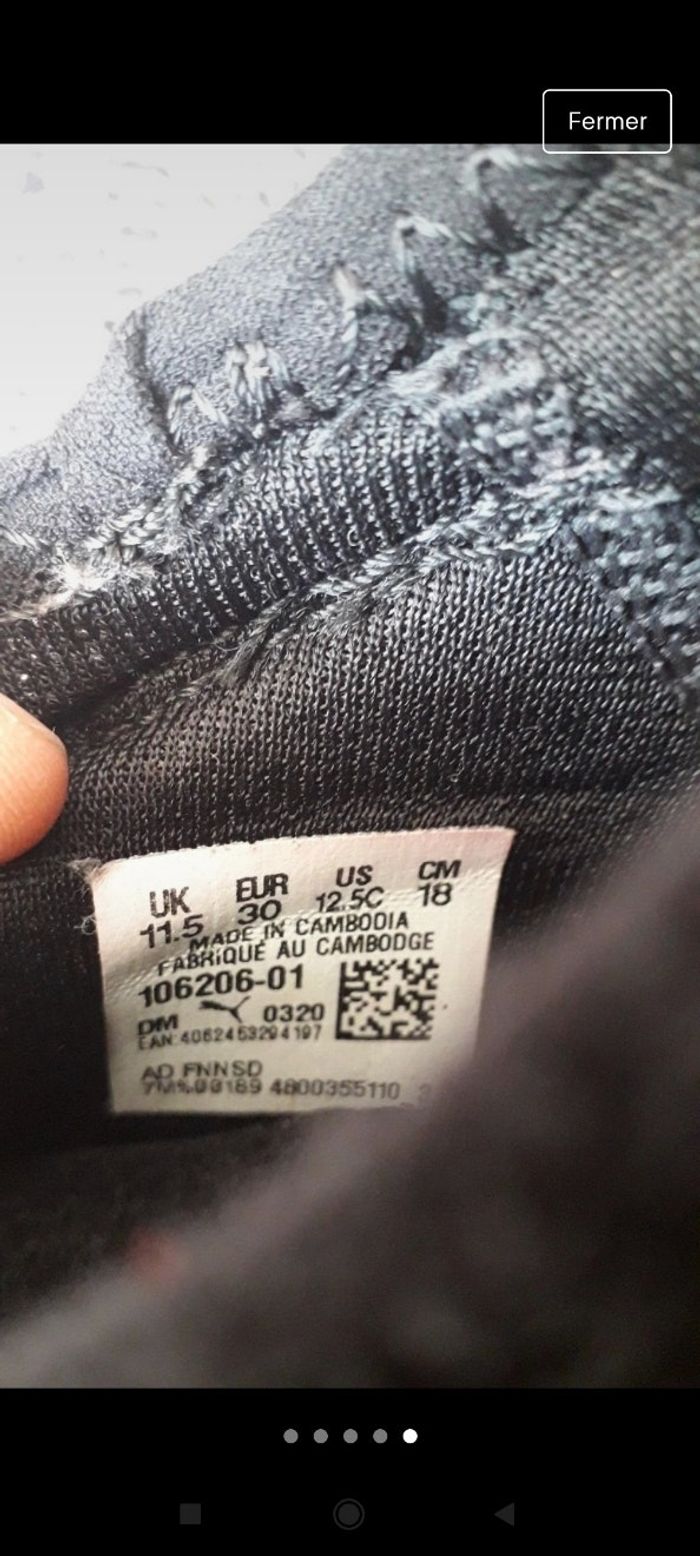 Fermer
UK EUR US CM
11.5 30 12.5C 18
MADE IN CAMBODIA
FABRiQUÉ AU CAMBODGE
106206-01
DM 0320
EAN:4062453294197
AD FNNSD
4800355110